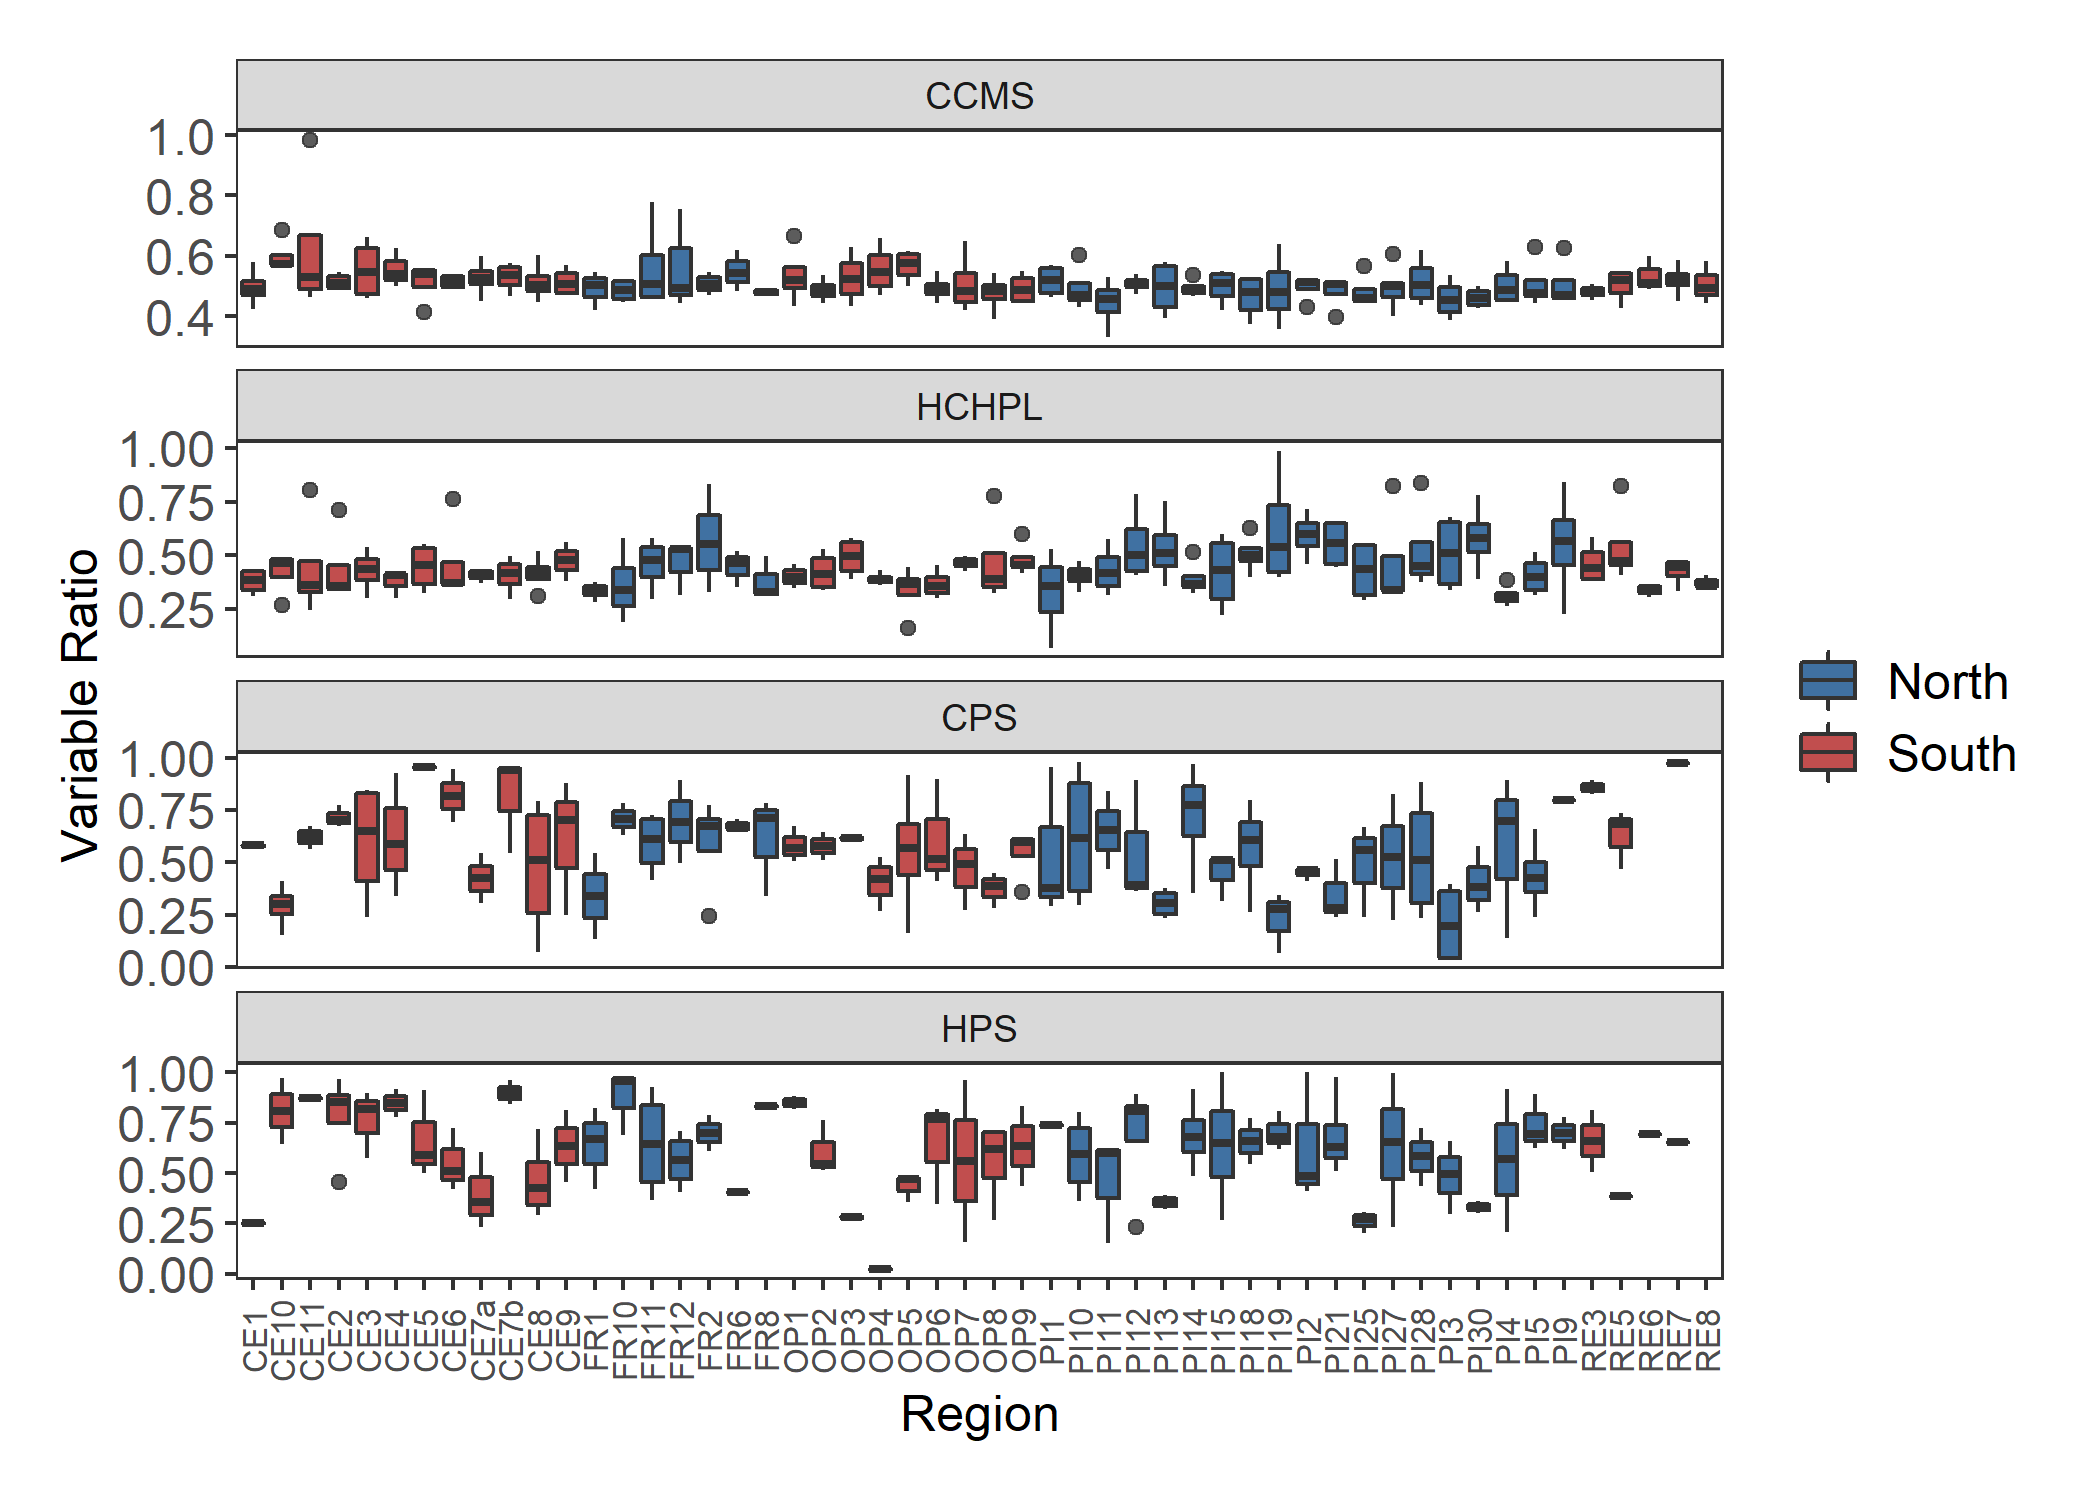 CCMS
1.0
0.8
0.6
0.4
HCHPL
1.00
0.75
0.50
0.25
CPS
1.00
0.75
0.50
0.25
0.00
HPS
1.00
0.75
0.50
0.25
0.00
Variable Ratio
CE1 CE10 CE11 CE2 CE3 CE4 CE5 CE6 CE7a CE7b CE8 CE9 FR1 FR10 FR11 FR12 FR2 FR6 FR8 OP1 OP2 OP3 OP4 OP5 OP6 OP7 OP8 OP9 PI1 PI10 PI11 PI12 PI13 PI14 PI15 PI18 PI19 PI2 PI21 PI25 PI27 PI28 PI3 PI30 PI4 PI5 PI9 RE3 RE5 RE6 RE7 RE8
Region
North
South